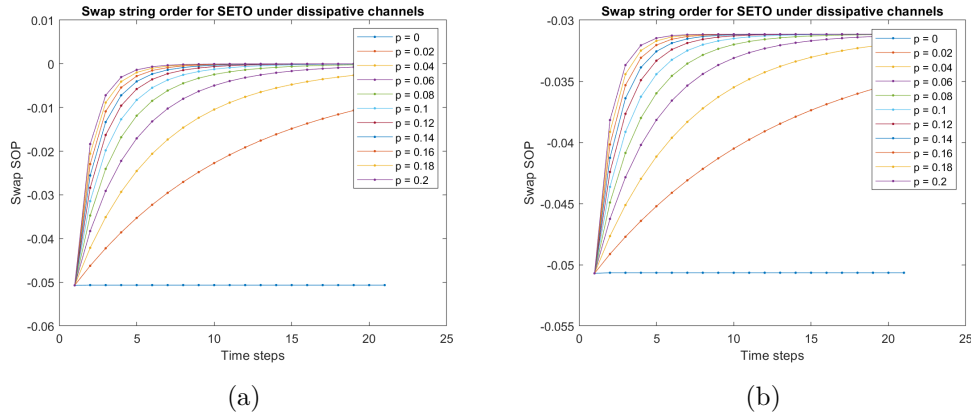 Swap string order for SETO under dissipative channels
0.01
0
-0.01
-0.02
-0.03
-0.04
-0.05
-0.06
Swap SOP
0
5
10
15
20
25
Time steps
p = 0
p = 0.02
p = 0.04
p = 0.06
p = 0.08
p = 0.1
p = 0.12
p = 0.14
p = 0.16
p = 0.18
p = 0.2
(a)
Swap string order for SETO under dissipative channels
-0.03
-0.035
-0.04
-0.045
-0.05
-0.055
Swap SOP
0
5
10
15
20
25
Time steps
p = 0
p = 0.02
p = 0.04
p = 0.06
p = 0.08
p = 0.1
p = 0.12
p = 0.14
p = 0.16
p = 0.18
p = 0.2
(b)